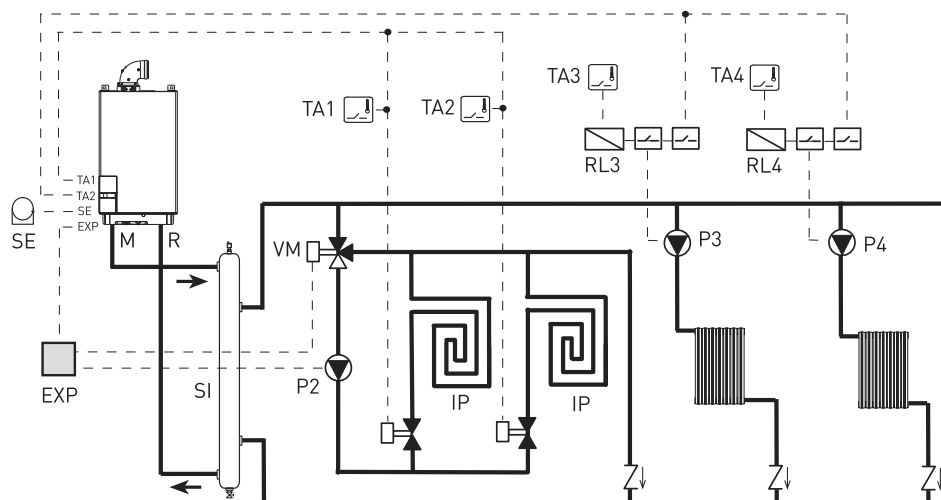 TA3
TA4
TA1
TA2
RL3
RL4
TA1
TA2
SE
EXP
SE
M
R
VM
P3
P4
EXP
SI
P2
IP
IP